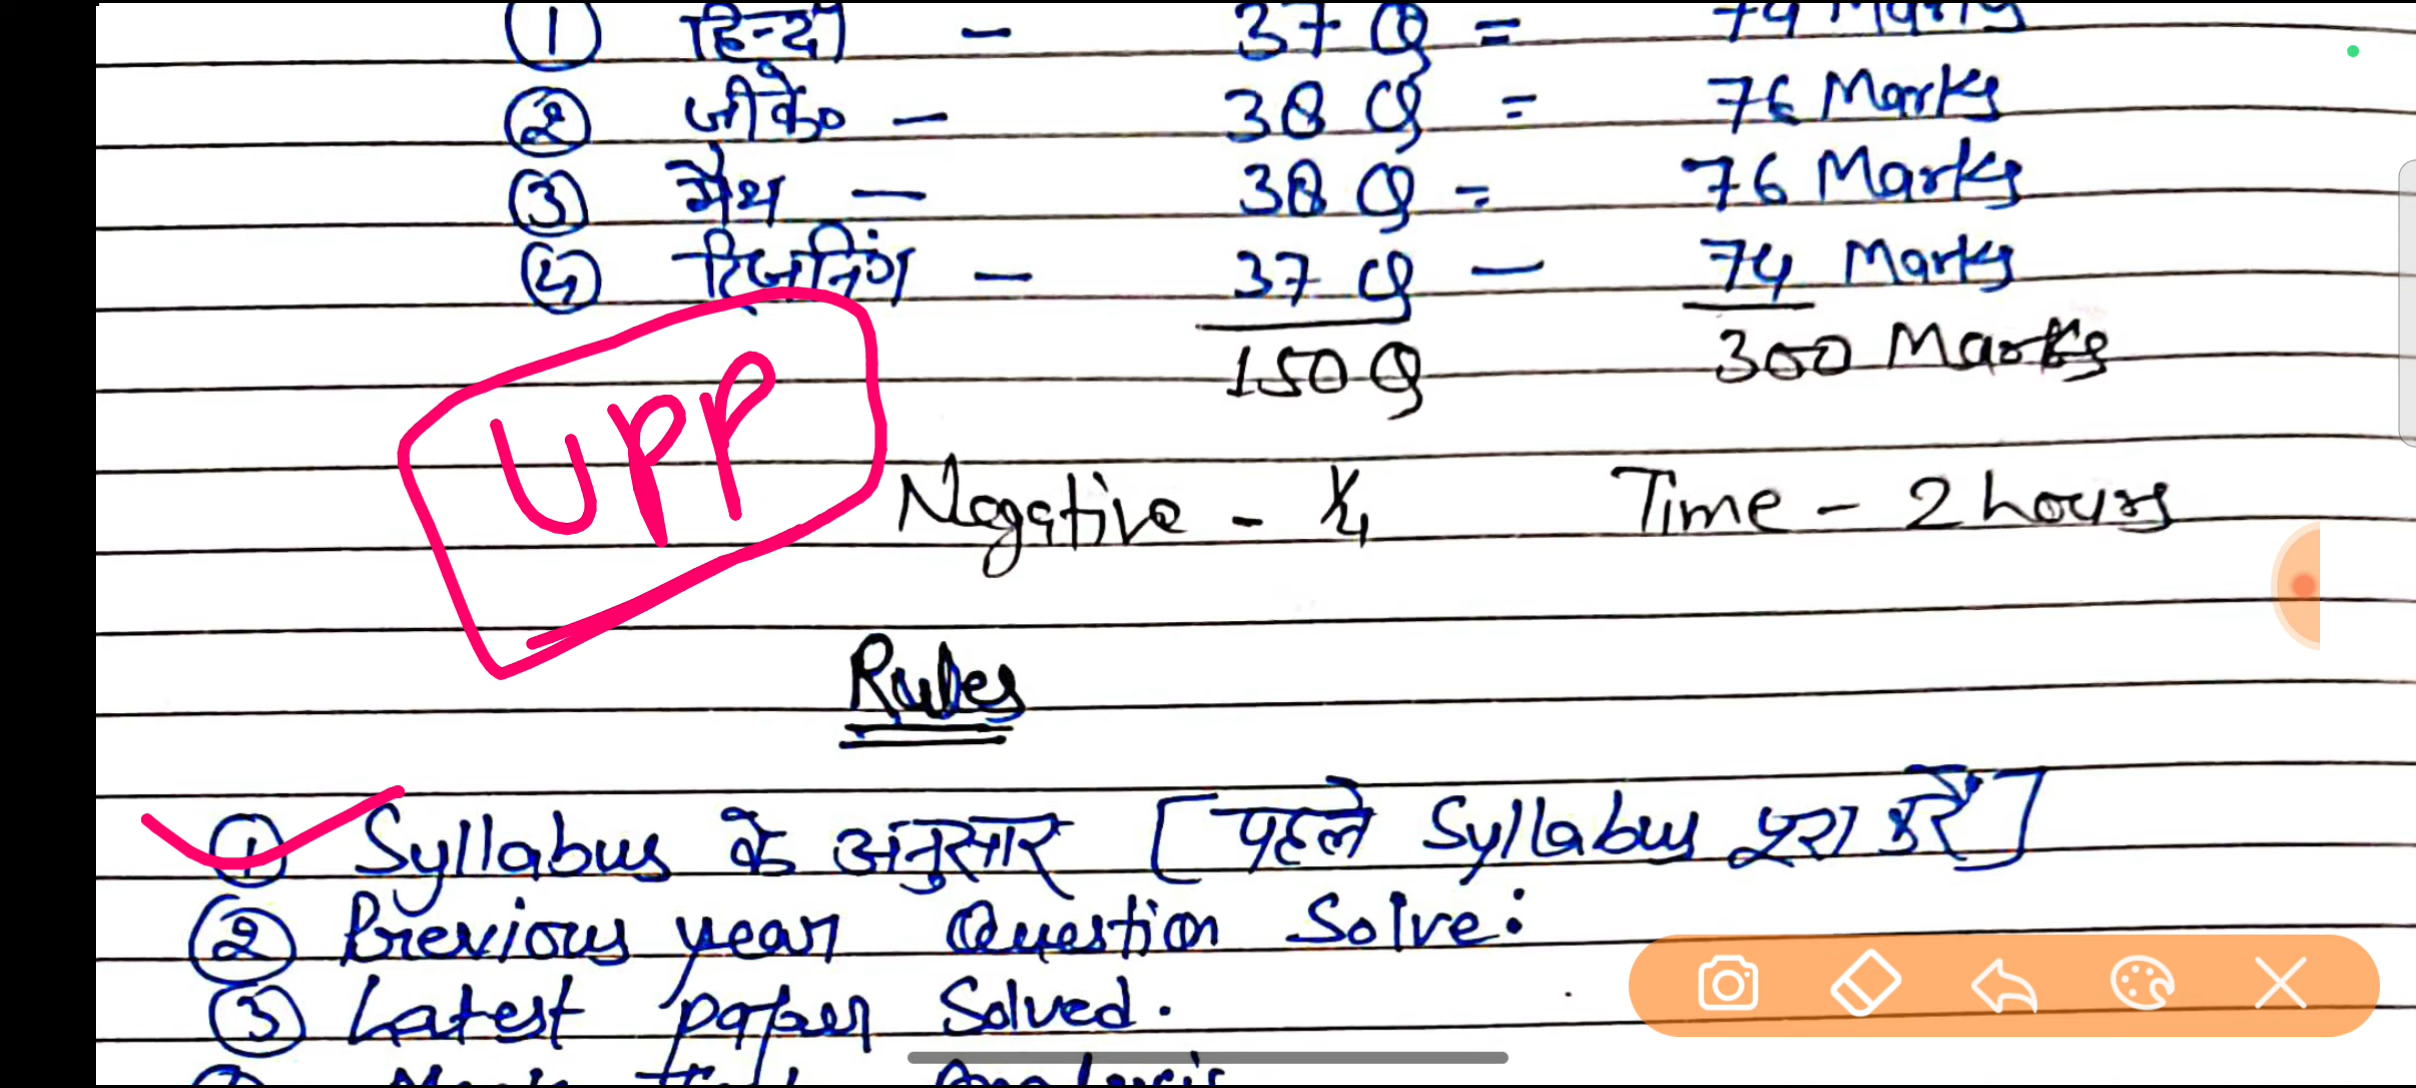 ① हिन्दी - 37 Q = 74 Marks
② जीके० - 38 Q = 76 Marks
③ मैथ - 38 Q = 76 Marks
④ रिजनिंग - 37 Q - 74 Marks
150 Q 300 Marks
UPP
Negative - 1/4 Time - 2 hours
Rules
① Syllabus के अनुसार [पहले Syllabus पूरा करें]
② Previous year Question Solve:
③ Latest paper Solved.
Analysis